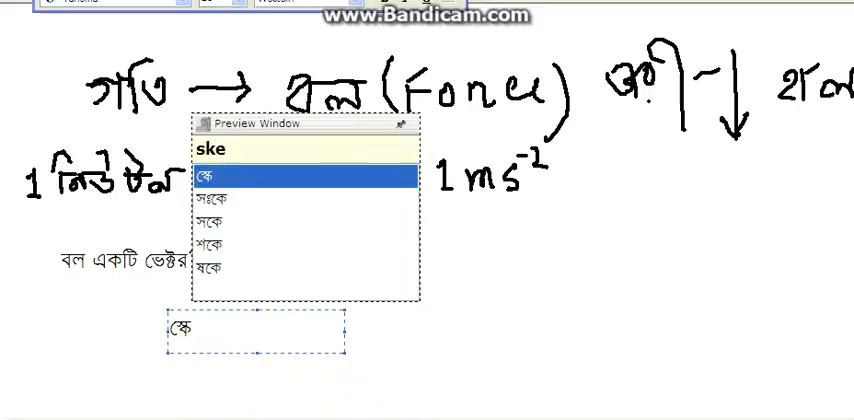 www.Bandicam.com
গতি → বল (Force)
Preview Window
ske
স্কে
সংকে
সকে
শকে
ষকে
1 নিউটন 1 ms⁻²
বল একটি ভেক্টর
স্কে